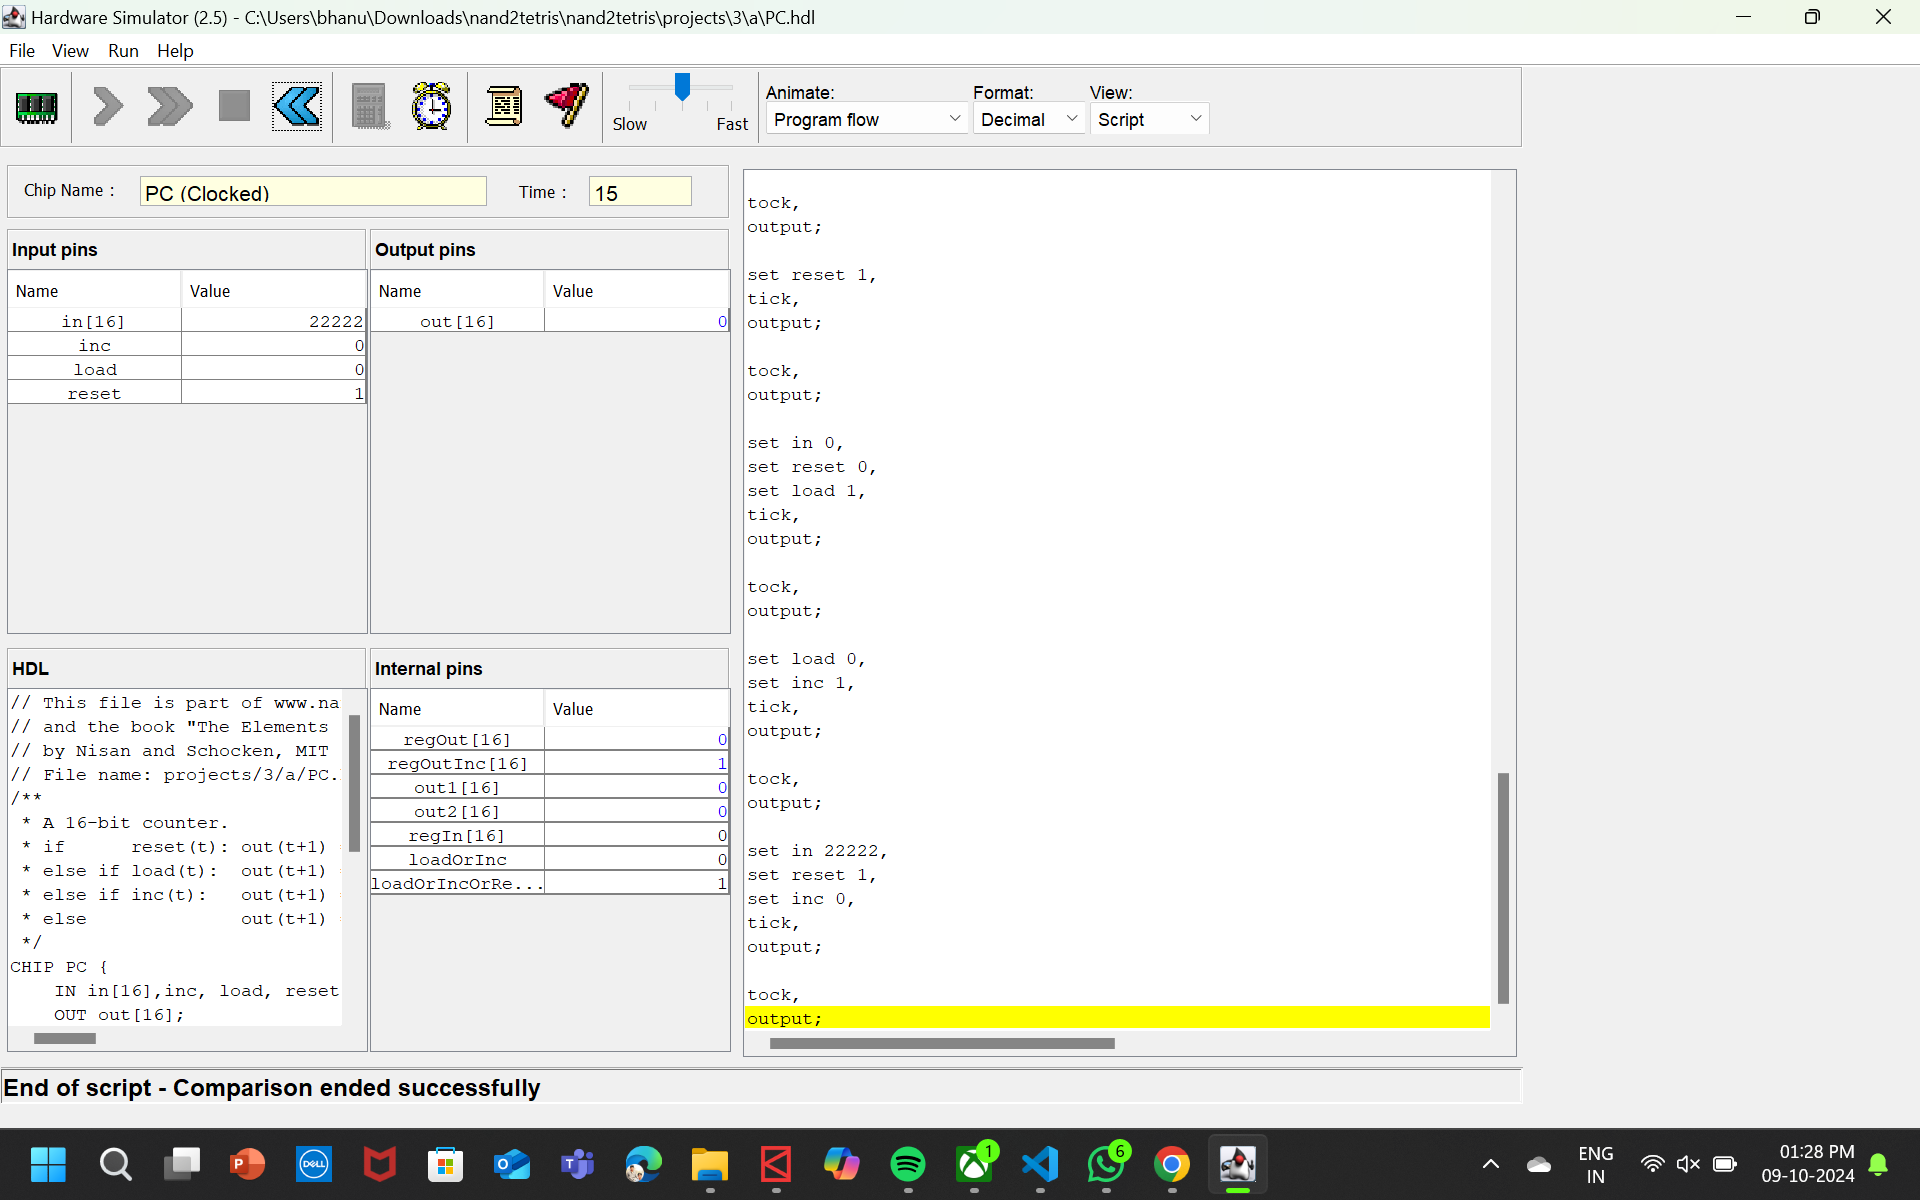 Hardware Simulator (2.5) - C:\Users\bhanu\Downloads\nand2tetris\nand2tetris\projects\3\a\PC.hdl
File View Run Help
Slow Fast
Animate: Format: View:
Program flow Decimal Script
Chip Name : PC (Clocked) Time : 15
Input pins
Name Value
in[16] 22222
inc 0
load 0
reset 1
Output pins
Name Value
out[16] 0
HDL
// This file is part of www.na
// and the book "The Elements
// by Nisan and Schocken, MIT
// File name: projects/3/a/PC.
/**
* A 16-bit counter.
* if reset(t): out(t+1)
* else if load(t): out(t+1)
* else if inc(t): out(t+1)
* else out(t+1)
*/
CHIP PC {
IN in[16],inc, load, reset
OUT out[16];
Internal pins
Name Value
regOut[16] 0
regOutInc[16] 1
out1[16] 0
out2[16] 0
regIn[16] 0
loadOrInc 0
loadOrIncOrRe... 1
tock,
output;
set reset 1,
tick,
output;
tock,
output;
set in 0,
set reset 0,
set load 1,
tick,
output;
tock,
output;
set load 0,
set inc 1,
tick,
output;
tock,
output;
set in 22222,
set reset 1,
set inc 0,
tick,
output;
tock,
output;
End of script - Comparison ended successfully
P
DELL
O
T
1
6
ENG
IN
01:28 PM
09-10-2024